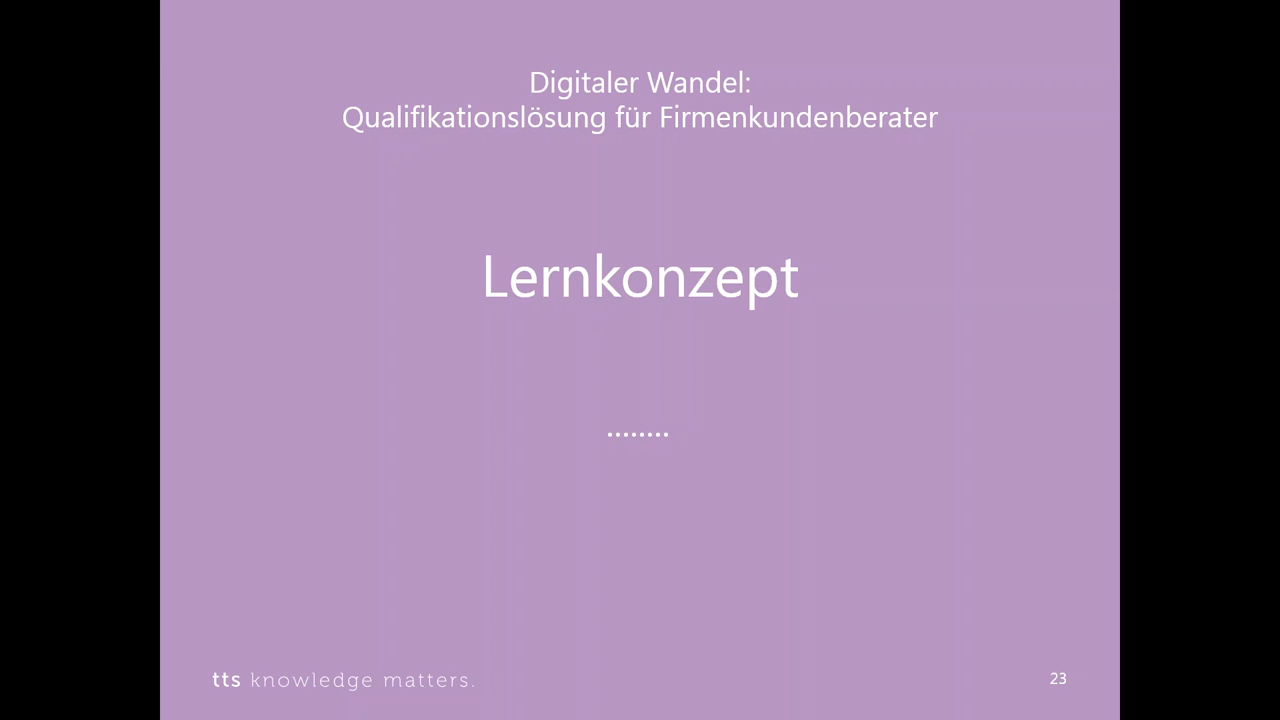 Digitaler Wandel:
Qualifikationslösung für Firmenkundenberater
Lernkonzept
........
tts knowledge matters.
23